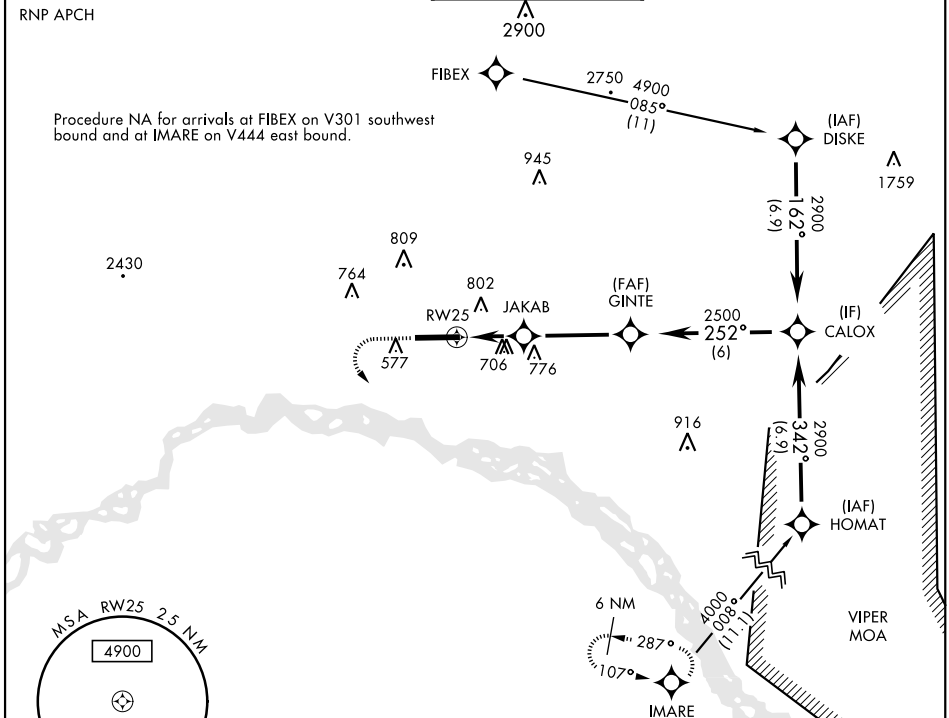 RNP APCH
2900
FIBEX
2750
4900
085°
(11)
(IAF)
DISKE
Procedure NA for arrivals at FIBEX on V301 southwest
bound and at IMARE on V444 east bound.
945
1759
2900
162°
(6.9)
809
2430
764
802
JAKAB
(FAF)
GINTE
RW25
2500
252°
(6)
(IF)
CALOX
577
706
776
916
2900
342°
(6.9)
(IAF)
HOMAT
4000
008°
(11.1)
6 NM
287°
107°
IMARE
VIPER
MOA
MSA RW25 25 NM
4900